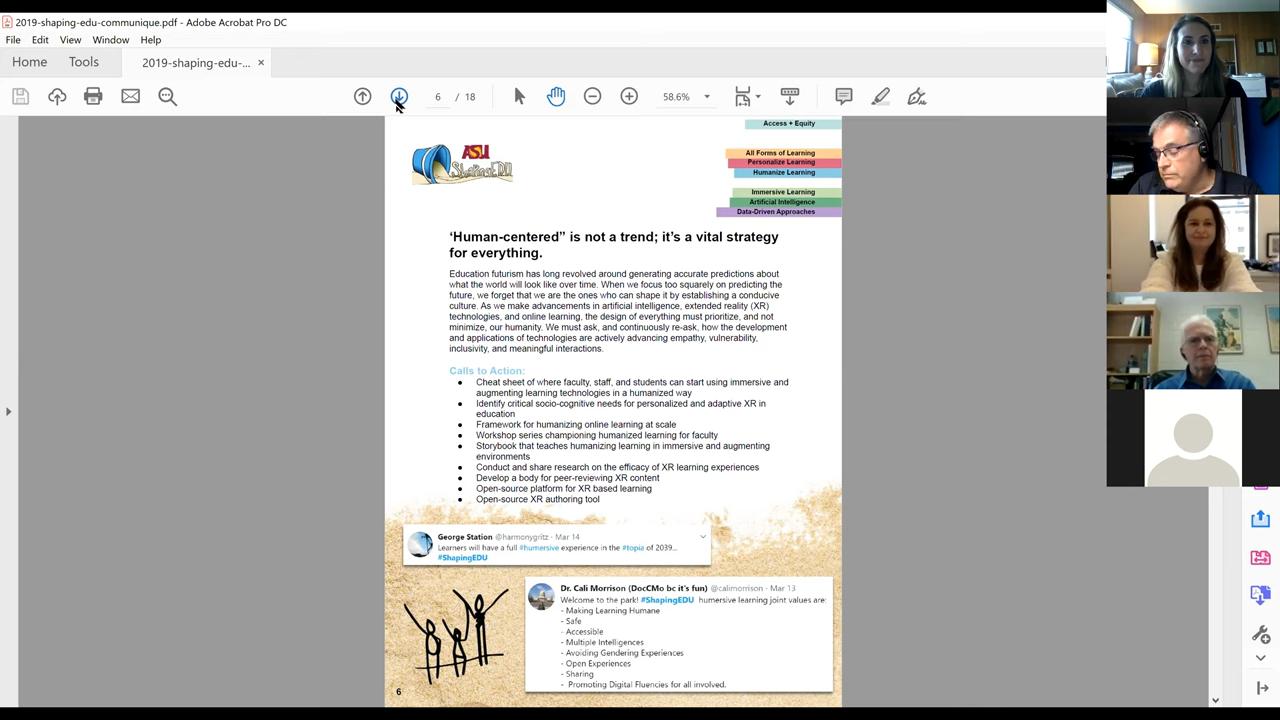 2019-shaping-edu-communique.pdf - Adobe Acrobat Pro DC
File Edit View Window Help
Home Tools 2019-shaping-edu-... ×
6 / 18 58.6%
Access + Equity
ASU
ShapingEDU
All Forms of Learning
Personalize Learning
Humanize Learning
Immersive Learning
Artificial Intelligence
Data-Driven Approaches
‘Human-centered” is not a trend; it’s a vital strategy
for everything.
Education futurism has long revolved around generating accurate predictions about
what the world will look like over time. When we focus too squarely on predicting the
future, we forget that we are the ones who can shape it by establishing a conducive
culture. As we make advancements in artificial intelligence, extended reality (XR)
technologies, and online learning, the design of everything must prioritize, and not
minimize, our humanity. We must ask, and continuously re-ask, how the development
and applications of technologies are actively advancing empathy, vulnerability,
inclusivity, and meaningful interactions.
Calls to Action:
● Cheat sheet of where faculty, staff, and students can start using immersive and
augmenting learning technologies in a humanized way
● Identify critical socio-cognitive needs for personalized and adaptive XR in
education
● Framework for humanizing online learning at scale
● Workshop series championing humanized learning for faculty
● Storybook that teaches humanizing learning in immersive and augmenting
environments
● Conduct and share research on the efficacy of XR learning experiences
● Develop a body for peer-reviewing XR content
● Open-source platform for XR based learning
● Open-source XR authoring tool
George Station @harmonygritz · Mar 14
Learners will have a full #humersive experience in the #topia of 2039...
#ShapingEDU
Dr. Cali Morrison (DocCMo bc it's fun) @calimorrison · Mar 13
Welcome to the park! #ShapingEDU humersive learning joint values are:
- Making Learning Humane
- Safe
- Accessible
- Multiple Intelligences
- Avoiding Gendering Experiences
- Open Experiences
- Sharing
- Promoting Digital Fluencies for all involved.
6